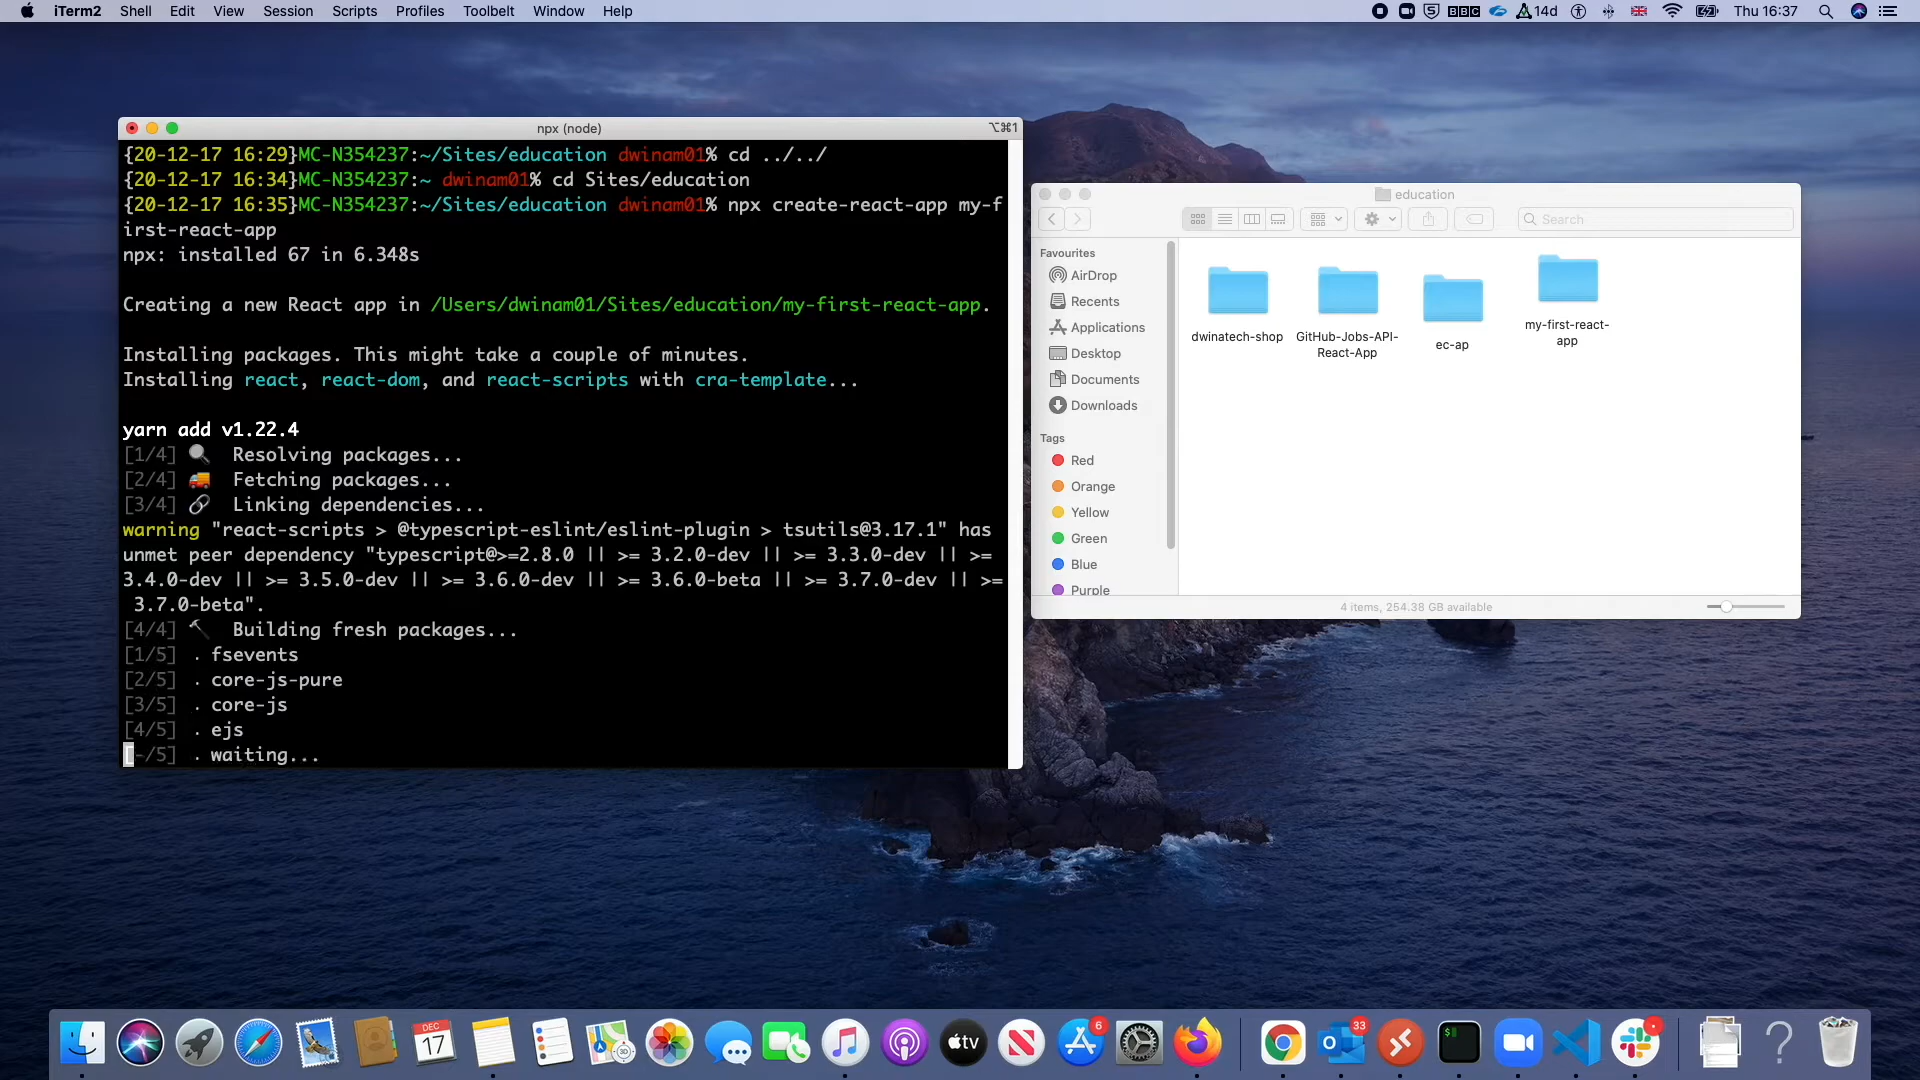 iTerm2 Shell Edit View Session Scripts Profiles Toolbelt Window Help
BBC 14d Thu 16:37
npx (node) ⌥⌘1
{20-12-17 16:29}MC-N354237:~/Sites/education dwinam01% cd ../../
{20-12-17 16:34}MC-N354237:~ dwinam01% cd Sites/education
{20-12-17 16:35}MC-N354237:~/Sites/education dwinam01% npx create-react-app my-f
irst-react-app
npx: installed 67 in 6.348s
Creating a new React app in /Users/dwinam01/Sites/education/my-first-react-app.
Installing packages. This might take a couple of minutes.
Installing react, react-dom, and react-scripts with cra-template...
yarn add v1.22.4
[1/4] 🔍 Resolving packages...
[2/4] 🚚 Fetching packages...
[3/4] 🔗 Linking dependencies...
warning "react-scripts > @typescript-eslint/eslint-plugin > tsutils@3.17.1" has
unmet peer dependency "typescript@>=2.8.0 || >= 3.2.0-dev || >= 3.3.0-dev || >=
3.4.0-dev || >= 3.5.0-dev || >= 3.6.0-dev || >= 3.6.0-beta || >= 3.7.0-dev || >=
3.7.0-beta".
[4/4] 🔨 Building fresh packages...
[1/5] . fsevents
[2/5] . core-js-pure
[3/5] . core-js
[4/5] . ejs
[-/5] . waiting...
education
Search
Favourites
AirDrop
Recents
Applications
Desktop
Documents
Downloads
Tags
Red
Orange
Yellow
Green
Blue
Purple
dwinatech-shop
GitHub-Jobs-API-
React-App
ec-ap
my-first-react-
app
4 items, 254.38 GB available
DEC
17
3D
tv
6
33
$